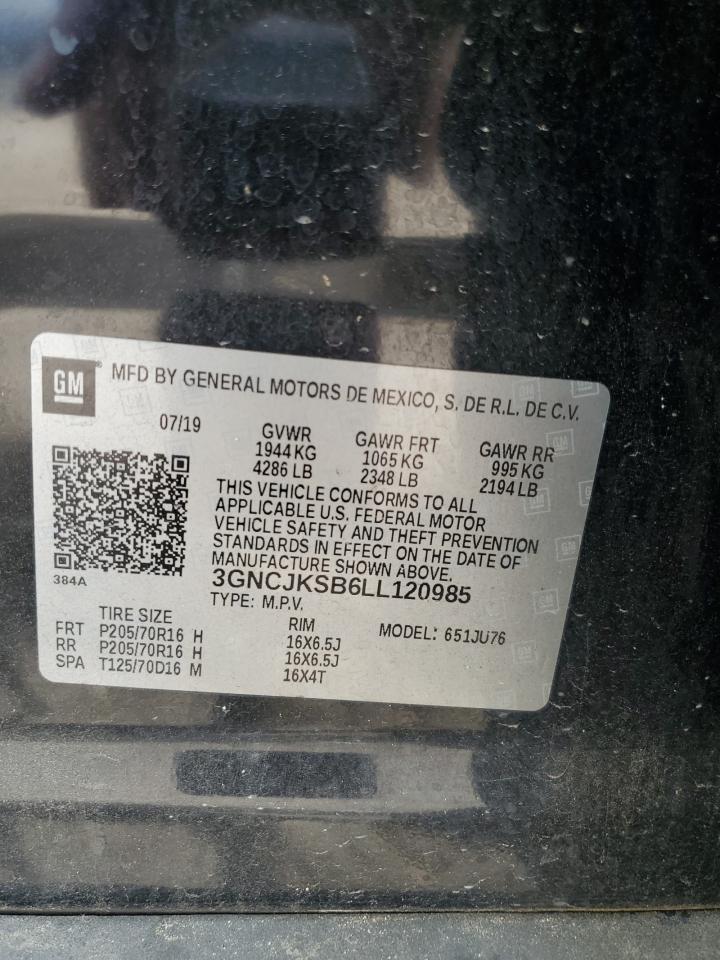 GM
MFD BY GENERAL MOTORS DE MEXICO, S. DE R.L. DE C.V.
07/19
GVWR GAWR FRT GAWR RR
1944 KG 1065 KG 995 KG
4286 LB 2348 LB 2194 LB
THIS VEHICLE CONFORMS TO ALL
APPLICABLE U.S. FEDERAL MOTOR
VEHICLE SAFETY AND THEFT PREVENTION
STANDARDS IN EFFECT ON THE DATE OF
MANUFACTURE SHOWN ABOVE.
384A
3GNCJKSB6LL120985
TYPE: M.P.V.
MODEL: 651JU76
TIRE SIZE RIM
FRT P205/70R16 H 16X6.5J
RR P205/70R16 H 16X6.5J
SPA T125/70D16 M 16X4T